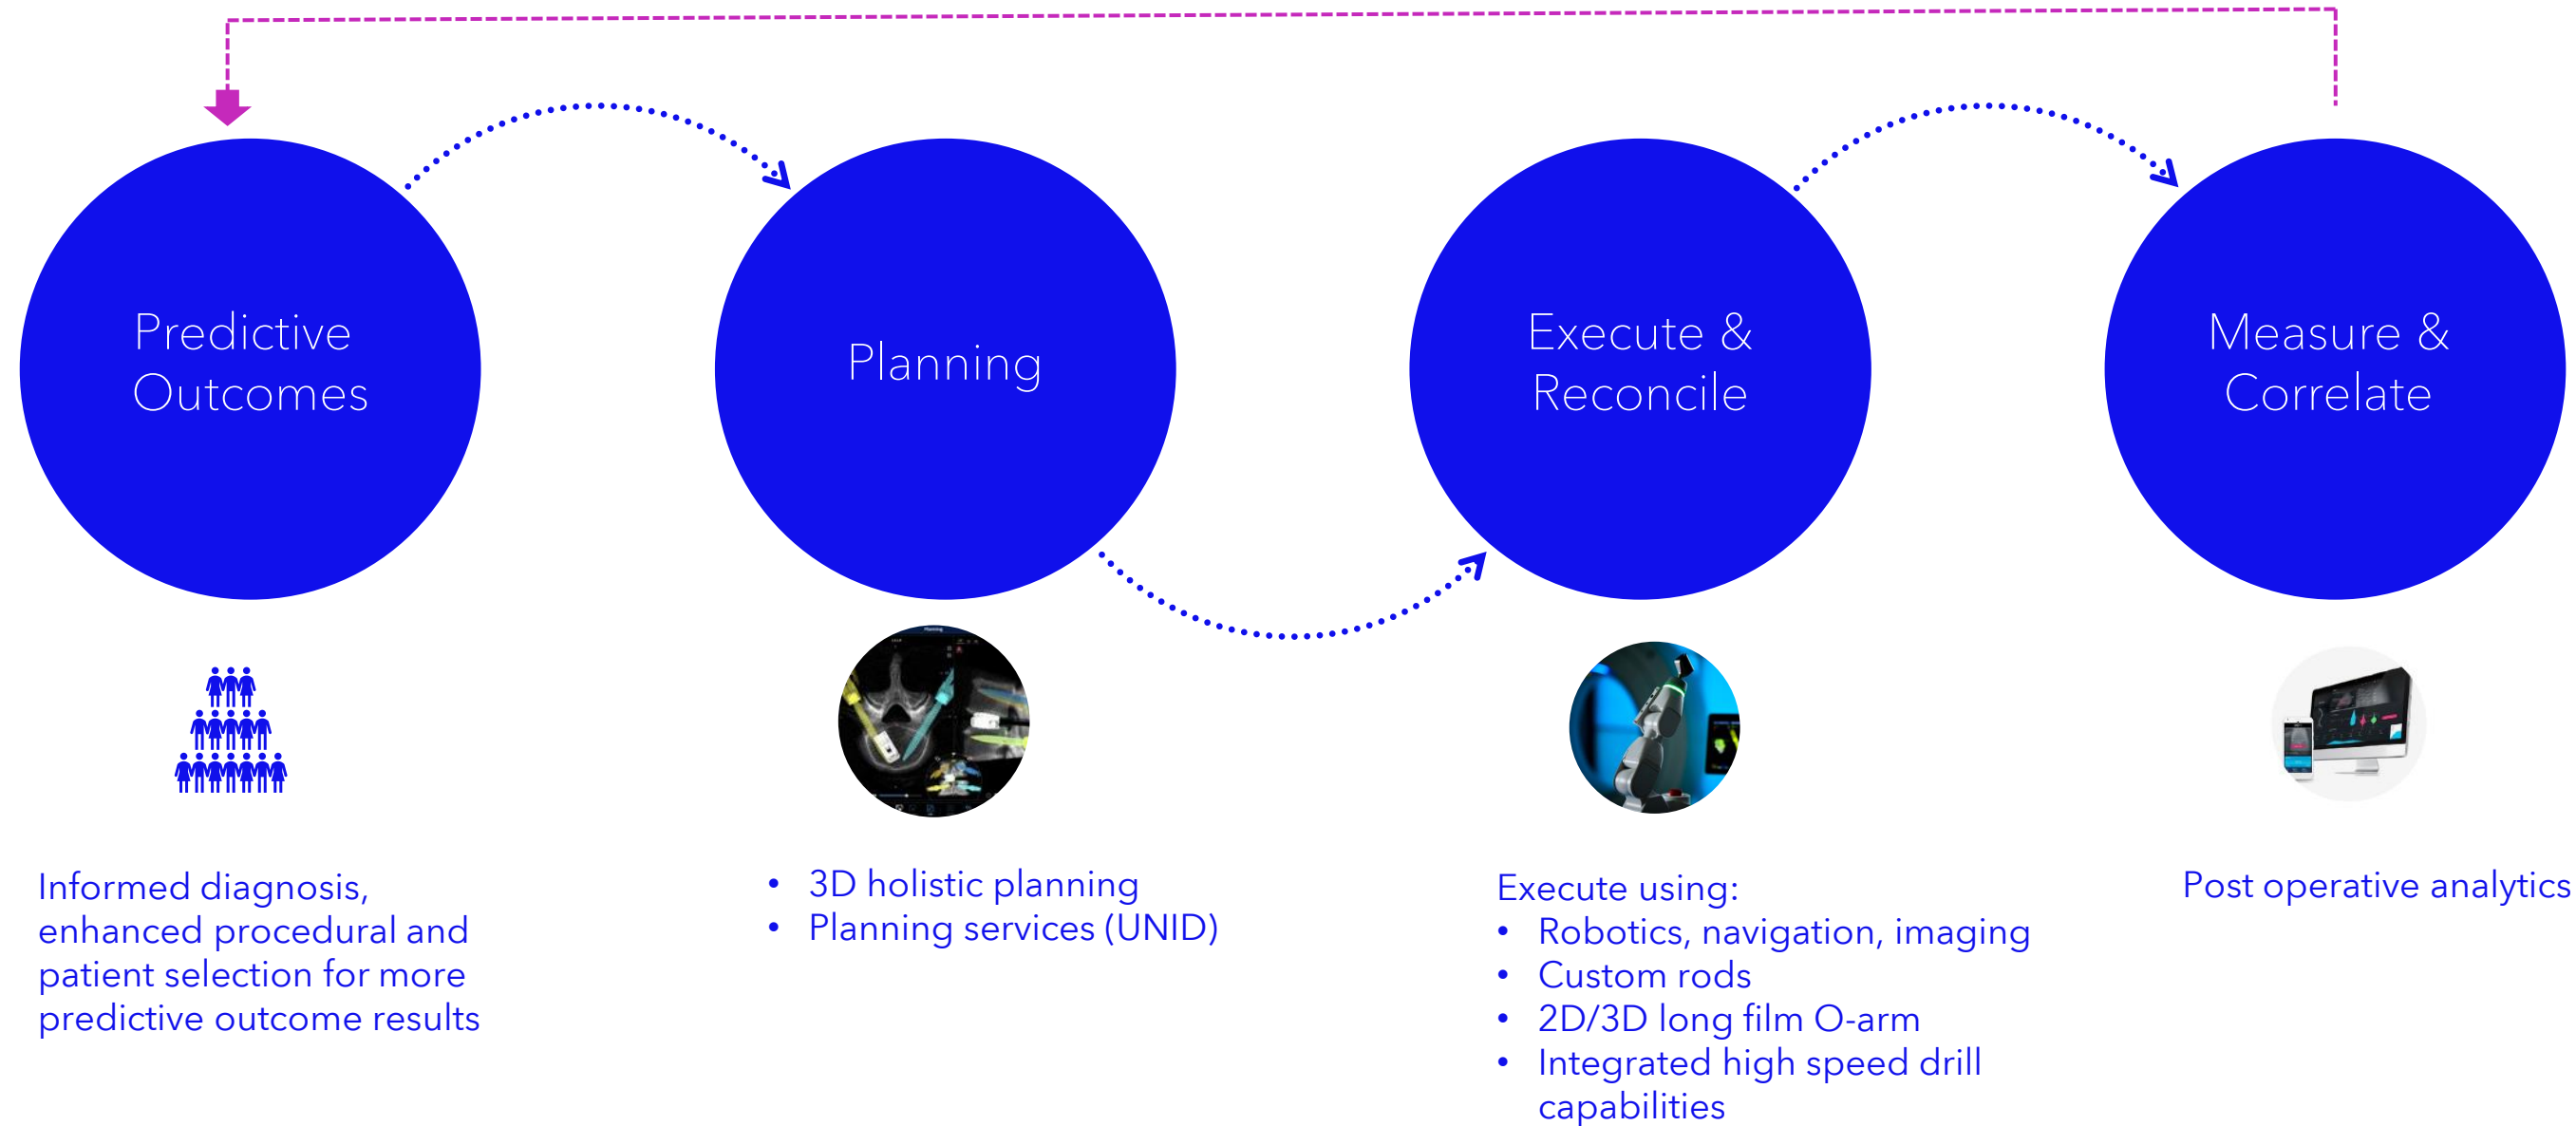 Predictive
Outcomes
Planning
Execute &
Reconcile
Measure &
Correlate
Informed diagnosis,
enhanced procedural and
patient selection for more
predictive outcome results
• 3D holistic planning
• Planning services (UNID)
Execute using:
• Robotics, navigation, imaging
• Custom rods
• 2D/3D long film O-arm
• Integrated high speed drill
capabilities
Post operative analytics